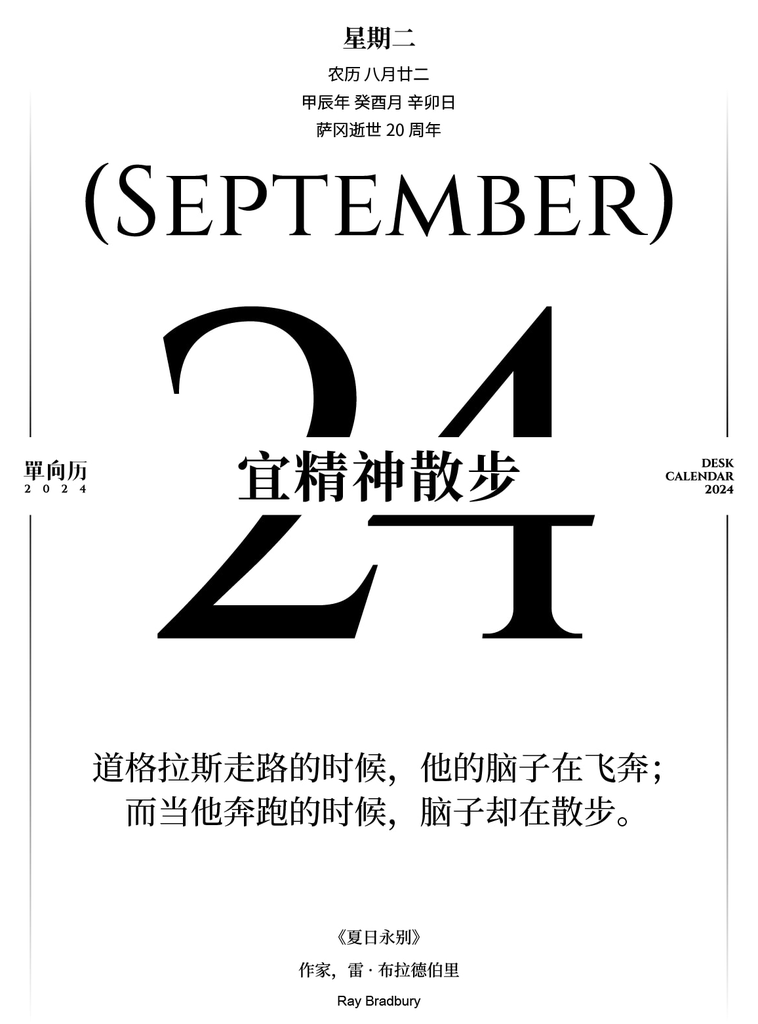 星期二
农历 八月廿二
甲辰年 癸酉月 辛卯日
萨冈逝世 20 周年
(SEPTEMBER)
24
單向历
2 0 2 4
宜精神散步
DESK
CALENDAR
2024
道格拉斯走路的时候，他的脑子在飞奔；
而当他奔跑的时候，脑子却在散步。
《夏日永别》
作家，雷 · 布拉德伯里
Ray Bradbury